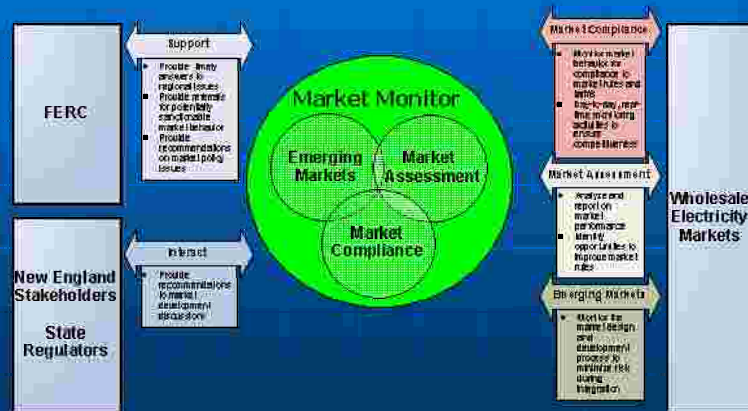 FERC
Support
Provide timely
answers to
regional issues
Provide referrals
for potentially
sanctionable
market behavior
Provide
recommendations
on market policy
issues
New England
Stakeholders
State
Regulators
Interact
Provide
recommendations
to market
development
discussions
Market Monitor
Emerging
Markets
Market
Assessment
Market
Compliance
Market Compliance
Monitor market
behavior for
compliance to
market rules and
Day-to-day, real-
time monitoring
activities to
ensure
competitiveness
Market Assessment
Analyze and
report on
market
performance
Identify
opportunities to
improve market
rules
Emerging Markets
Monitor the
market design
and
development
process to
minimize risk
during
integration
Wholesale
Electricity
Markets